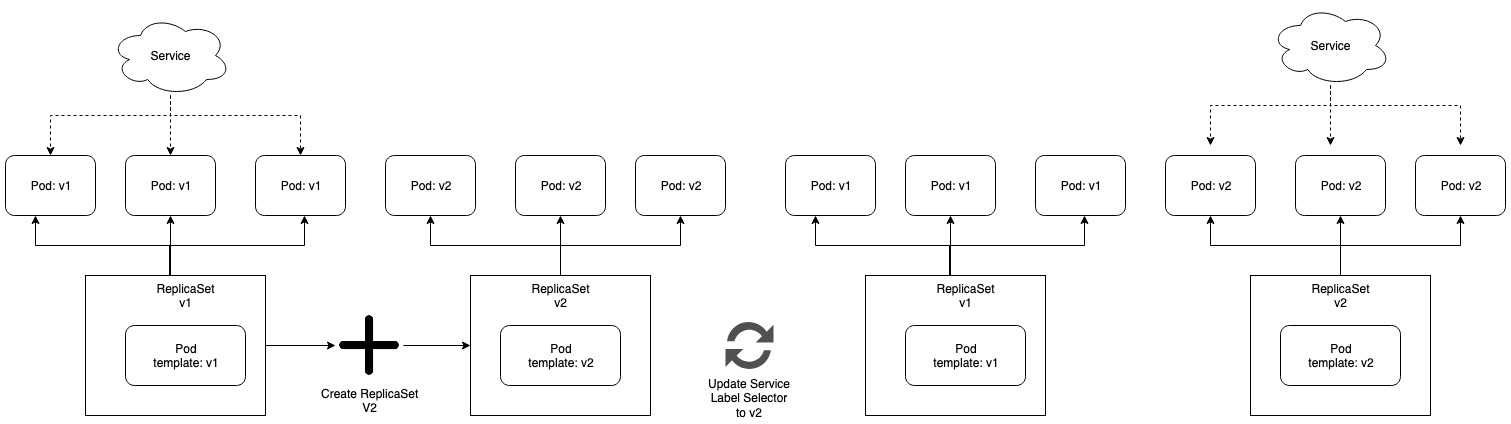 Service
Service
Pod: v1
Pod: v1
Pod: v1
Pod: v2
Pod: v2
Pod: v2
Pod: v1
Pod: v1
Pod: v1
Pod: v2
Pod: v2
Pod: v2
ReplicaSet
v1
Pod
template: v1
Create ReplicaSet
V2
ReplicaSet
v2
Pod
template: v2
Update Service
Label Selector
to v2
ReplicaSet
v1
Pod
template: v1
ReplicaSet
v2
Pod
template: v2